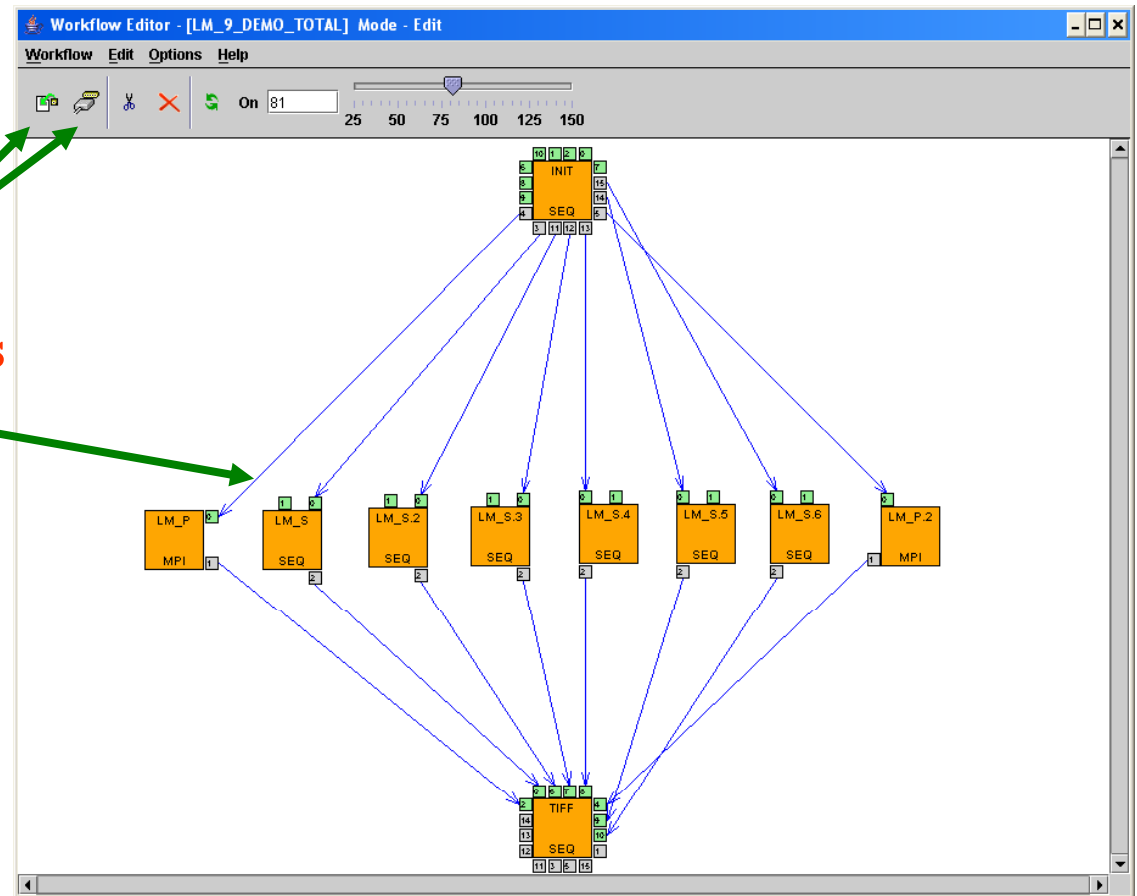 Workflow Editor - [LM_9_DEMO_TOTAL] Mode - Edit
Workflow Edit Options Help
On 81
25 50 75 100 125 150
10 1 2 0
6 INIT 7
8 15
9 14
4 SEQ 5
3 11 12 13
S
1 0 1 0 1 0 0 1 0 1 0 1 0
LM_P 0 LM_S LM_S.2 LM_S.3 LM_S.4 LM_S.5 LM_S.6 LM_P.2
MPI 1 SEQ SEQ SEQ SEQ SEQ SEQ 1 MPI
2 2 2 2 2 2
6 7 8
2 TIFF 4
14 9
13 10
12 SEQ 1
11 3 15